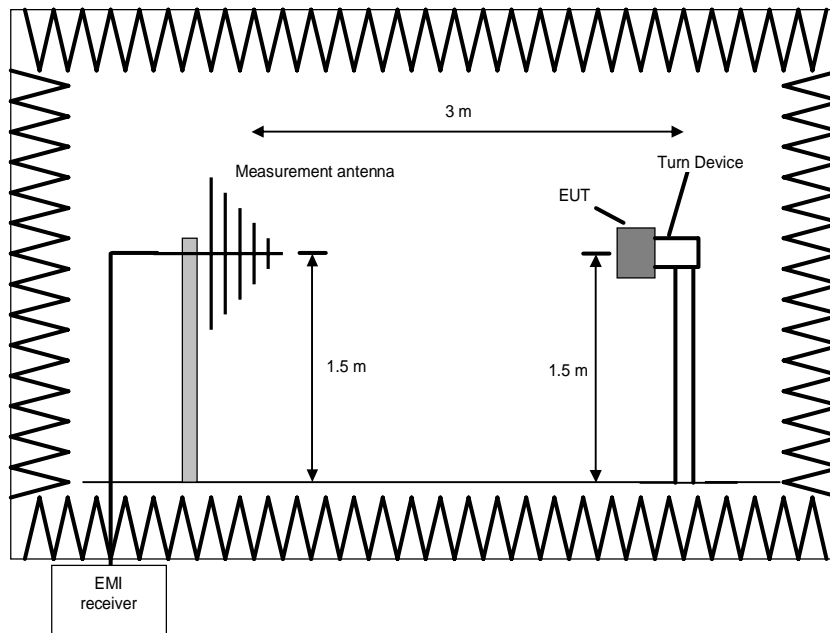 3 m
Measurement antenna
Turn Device
EUT
1.5 m
1.5 m
EMI
receiver